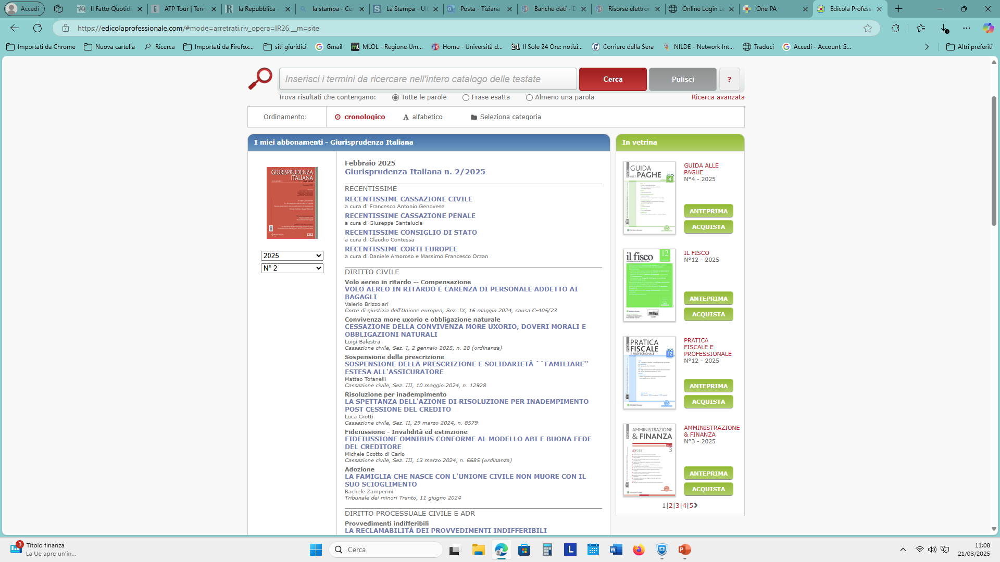 Accedi
Il Fatto Quotidi
ATP Tour | Tenn
la Repubblica -
la stampa - Cer
La Stampa - Ult
Posta - Tiziana
Banche dati - D
Risorse elettron
Online Login Le
One PA
Edicola Profess
https://edicolaprofessionale.com/#mode=arretrati,riv_opera=IR26,__m=site
Importati da Chrome
Nuova cartella
Ricerca
Importati da Firefox...
siti giuridici
Gmail
MLOL - Regione Um...
Home - Università d...
Il Sole 24 Ore: notizi...
Corriere della Sera
NILDE - Network Int...
Traduci
Accedi - Account G...
Altri preferiti
Inserisci i termini da ricercare nell'intero catalogo delle testate
Cerca
Pulisci
?
Trova risultati che contengano:
Tutte le parole
Frase esatta
Almeno una parola
Ricerca avanzata
Ordinamento:
cronologico
alfabetico
Seleziona categoria
I miei abbonamenti - Giurisprudenza Italiana
GIURISPRUDENZA
ITALIANA
2025
N° 2
Febbraio 2025
Giurisprudenza Italiana n. 2/2025
RECENTISSIME
RECENTISSIME CASSAZIONE CIVILE
a cura di Francesco Antonio Genovese
RECENTISSIME CASSAZIONE PENALE
a cura di Giuseppe Santalucia
RECENTISSIME CONSIGLIO DI STATO
a cura di Claudio Contessa
RECENTISSIME CORTI EUROPEE
a cura di Daniele Amoroso e Massimo Francesco Orzan
DIRITTO CIVILE
Volo aereo in ritardo -- Compensazione
VOLO AEREO IN RITARDO E CARENZA DI PERSONALE ADDETTO AI
BAGAGLI
Valerio Brizzolari
Corte di giustizia dell'Unione europea, Sez. IX, 16 maggio 2024, causa C-405/23
Convivenza more uxorio e obbligazione naturale
CESSAZIONE DELLA CONVIVENZA MORE UXORIO, DOVERI MORALI E
OBBLIGAZIONI NATURALI
Luigi Balestra
Cassazione civile, Sez. I, 2 gennaio 2025, n. 28 (ordinanza)
Sospensione della prescrizione
SOSPENSIONE DELLA PRESCRIZIONE E SOLIDARIETÀ ``FAMILIARE''
ESTESA ALL'ASSICURATORE
Matteo Tofanelli
Cassazione civile, Sez. III, 10 maggio 2024, n. 12928
Risoluzione per inadempimento
LA SPETTANZA DELL'AZIONE DI RISOLUZIONE PER INADEMPIMENTO
POST CESSIONE DEL CREDITO
Luca Crotti
Cassazione civile, Sez. II, 29 marzo 2024, n. 8579
Fideiussione - Invalidità ed estinzione
FIDEIUSSIONE OMNIBUS CONFORME AL MODELLO ABI E BUONA FEDE
DEL CREDITORE
Michele Scotto di Carlo
Cassazione civile, Sez. III, 13 marzo 2024, n. 6685 (ordinanza)
Adozione
LA FAMIGLIA CHE NASCE CON L'UNIONE CIVILE NON MUORE CON IL
SUO SCIOGLIMENTO
Rachele Zamperini
Tribunale dei minori Trento, 11 giugno 2024
DIRITTO PROCESSUALE CIVILE E ADR
Provvedimenti indifferibili
LA RECLAMABILITÀ DEI PROVVEDIMENTI INDIFFERIBILI
In vetrina
GUIDA
ALLE PAGHE
2025
4
GUIDA ALLE
PAGHE
N°4 - 2025
ANTEPRIMA
ACQUISTA
il fisco
12
IL FISCO
N°12 - 2025
ANTEPRIMA
ACQUISTA
PRATICA
FISCALE
E PROFESSIONALE
2025
12
PRATICA
FISCALE E
PROFESSIONALE
N°12 - 2025
ANTEPRIMA
ACQUISTA
AMMINISTRAZIONE
& FINANZA
3
AMMINISTRAZIONE
& FINANZA
N°3 - 2025
ANTEPRIMA
ACQUISTA
1|2|3|4|5
3
Titolo finanza
La Ue apre un'in...
Cerca
11:08
21/03/2025